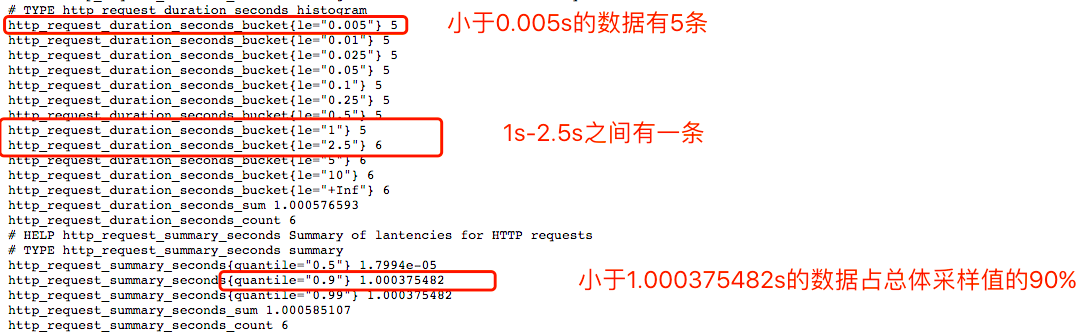 # TYPE http_request_duration_seconds histogram
http_request_duration_seconds_bucket{le="0.005"} 5
小于0.005s的数据有5条
http_request_duration_seconds_bucket{le="0.01"} 5
http_request_duration_seconds_bucket{le="0.025"} 5
http_request_duration_seconds_bucket{le="0.05"} 5
http_request_duration_seconds_bucket{le="0.1"} 5
http_request_duration_seconds_bucket{le="0.25"} 5
http_request_duration_seconds_bucket{le="0.5"} 5
http_request_duration_seconds_bucket{le="1"} 5
1s-2.5s之间有一条
http_request_duration_seconds_bucket{le="2.5"} 6
http_request_duration_seconds_bucket{le="5"} 6
http_request_duration_seconds_bucket{le="10"} 6
http_request_duration_seconds_bucket{le="+Inf"} 6
http_request_duration_seconds_sum 1.000576593
http_request_duration_seconds_count 6
# HELP http_request_summary_seconds Summary of lantencies for HTTP requests
# TYPE http_request_summary_seconds summary
http_request_summary_seconds{quantile="0.5"} 1.7994e-05
http_request_summary_seconds{quantile="0.9"} 1.000375482
小于1.000375482s的数据占总体采样值的90%
http_request_summary_seconds{quantile="0.99"} 1.000375482
http_request_summary_seconds_sum 1.000585107
http_request_summary_seconds_count 6